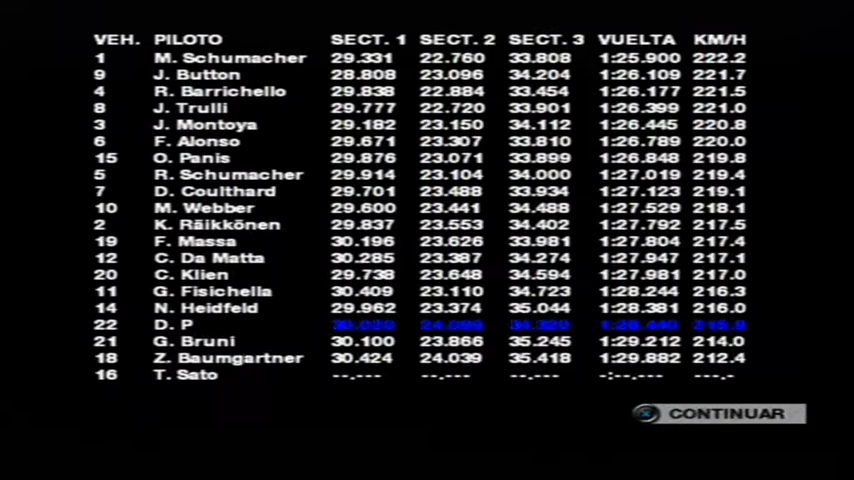 VEH. PILOTO SECT. 1 SECT. 2 SECT. 3 VUELTA KM/H
1 M. Schumacher 29.331 22.760 33.808 1:25.900 222.2
9 J. Button 28.808 23.096 34.204 1:26.109 221.7
4 R. Barrichello 29.838 22.884 33.454 1:26.177 221.5
8 J. Trulli 29.777 22.720 33.901 1:26.399 221.0
3 J. Montoya 29.182 23.150 34.112 1:26.445 220.8
6 F. Alonso 29.671 23.307 33.810 1:26.789 220.0
15 O. Panis 29.876 23.071 33.899 1:26.848 219.8
5 R. Schumacher 29.914 23.104 34.000 1:27.019 219.4
7 D. Coulthard 29.701 23.488 33.934 1:27.123 219.1
10 M. Webber 29.600 23.441 34.488 1:27.529 218.1
2 K. Räikkönen 29.837 23.553 34.402 1:27.792 217.5
19 F. Massa 30.196 23.626 33.981 1:27.804 217.4
12 C. Da Matta 30.285 23.387 34.274 1:27.947 217.1
20 C. Klien 29.738 23.648 34.594 1:27.981 217.0
11 G. Fisichella 30.409 23.110 34.723 1:28.244 216.3
14 N. Heidfeld 29.962 23.374 35.044 1:28.381 216.0
22 D. P
21 G. Bruni 30.100 23.866 35.245 1:29.212 214.0
18 Z. Baumgartner 30.424 24.039 35.418 1:29.882 212.4
16 T. Sato --.--- --.--- --.--- -:--.--- ---.-
CONTINUAR